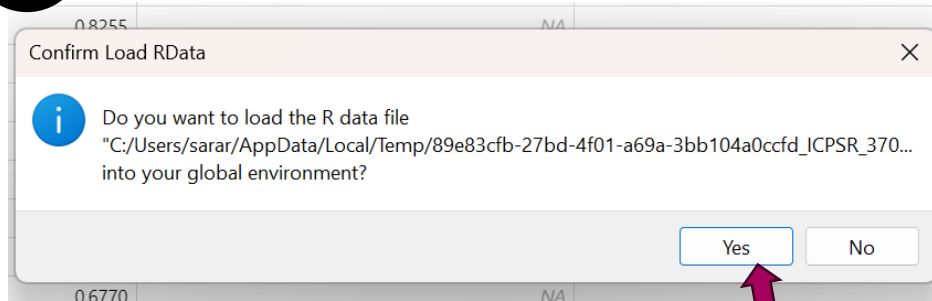 0.8255 NA
Confirm Load RData
Do you want to load the R data file
"C:/Users/sarar/AppData/Local/Temp/89e83cfb-27bd-4f01-a69a-3bb104a0ccfd_ICPSR_370...
into your global environment?
Yes No
0.6770 NA